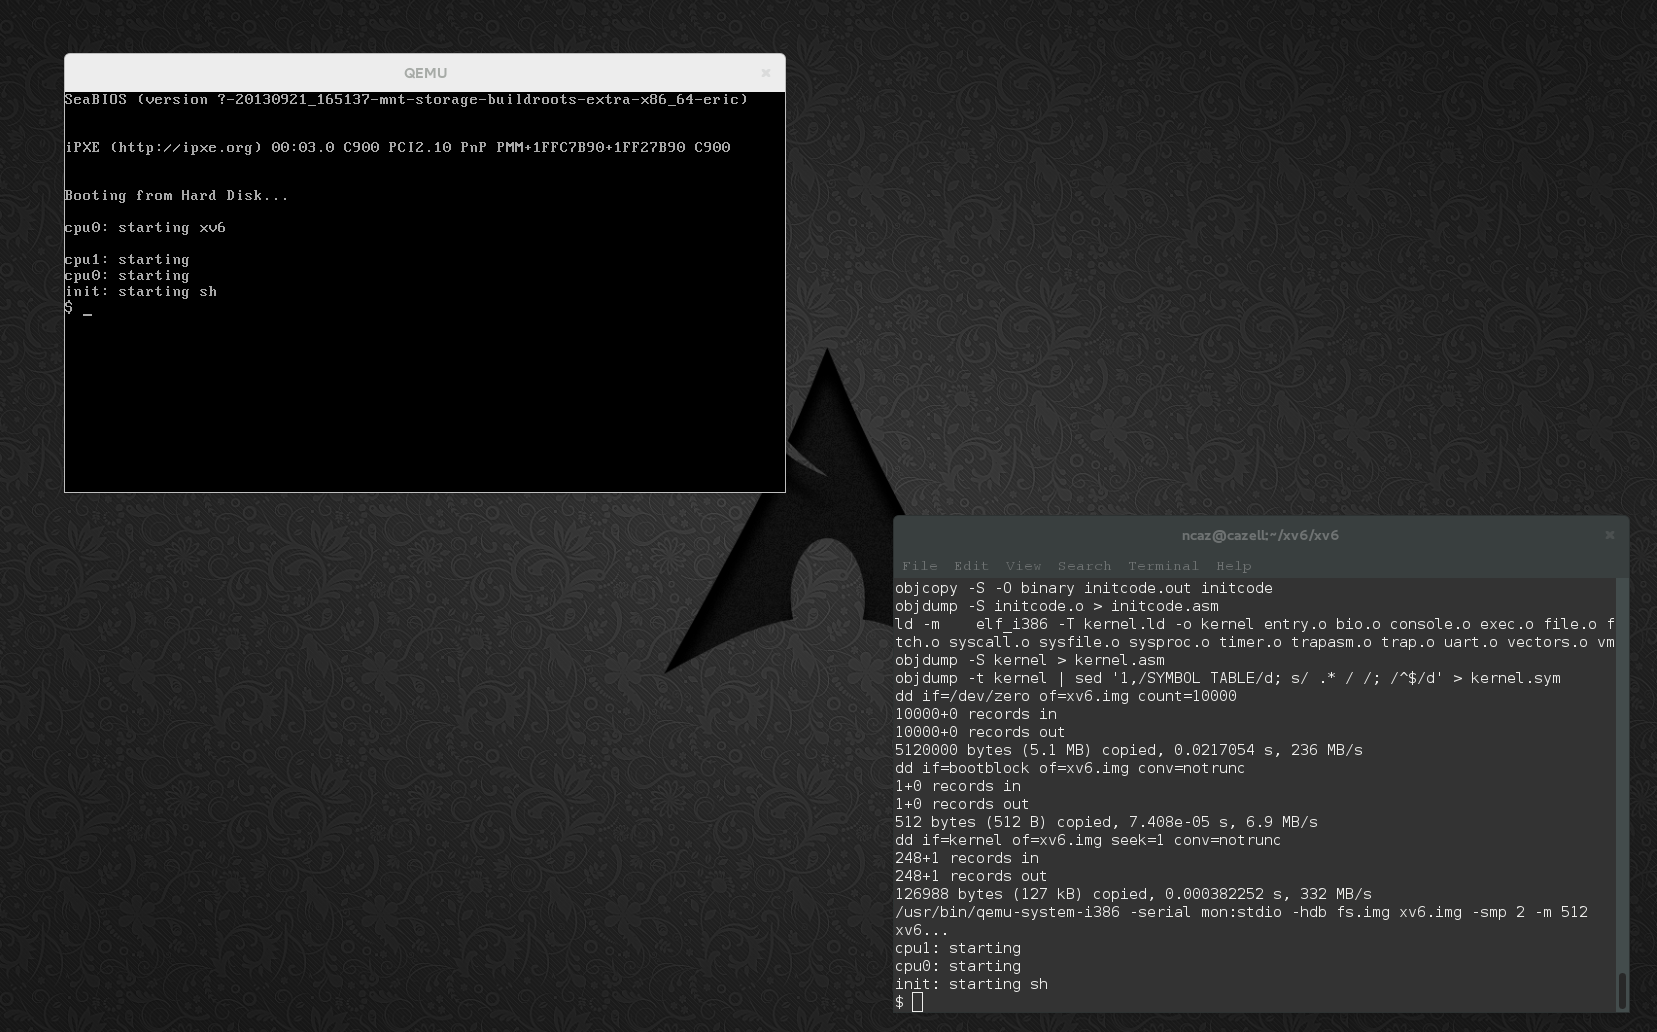 QEMU
SeaBIOS (version ?-20130921_165137-mnt-storage-buildroots-extra-x86_64-eric)
iPXE (http://ipxe.org) 00:03.0 C900 PCI2.10 PnP PMM+1FFC7B90+1FF27B90 C900
Booting from Hard Disk...
cpu0: starting xv6
cpu1: starting
cpu0: starting
init: starting sh
$ _
ncaz@cazell:~/xv6/xv6
File Edit View Search Terminal Help
objcopy -S -O binary initcode.out initcode
objdump -S initcode.o > initcode.asm
ld -m    elf_i386 -T kernel.ld -o kernel entry.o bio.o console.o exec.o file.o f
tch.o syscall.o sysfile.o sysproc.o timer.o trapasm.o trap.o uart.o vectors.o vm
objdump -S kernel > kernel.asm
objdump -t kernel | sed '1,/SYMBOL TABLE/d; s/ .* / /; /^$/d' > kernel.sym
dd if=/dev/zero of=xv6.img count=10000
10000+0 records in
10000+0 records out
5120000 bytes (5.1 MB) copied, 0.0217054 s, 236 MB/s
dd if=bootblock of=xv6.img conv=notrunc
1+0 records in
1+0 records out
512 bytes (512 B) copied, 7.408e-05 s, 6.9 MB/s
dd if=kernel of=xv6.img seek=1 conv=notrunc
248+1 records in
248+1 records out
126988 bytes (127 kB) copied, 0.000382252 s, 332 MB/s
/usr/bin/qemu-system-i386 -serial mon:stdio -hdb fs.img xv6.img -smp 2 -m 512
xv6...
cpu1: starting
cpu0: starting
init: starting sh
$